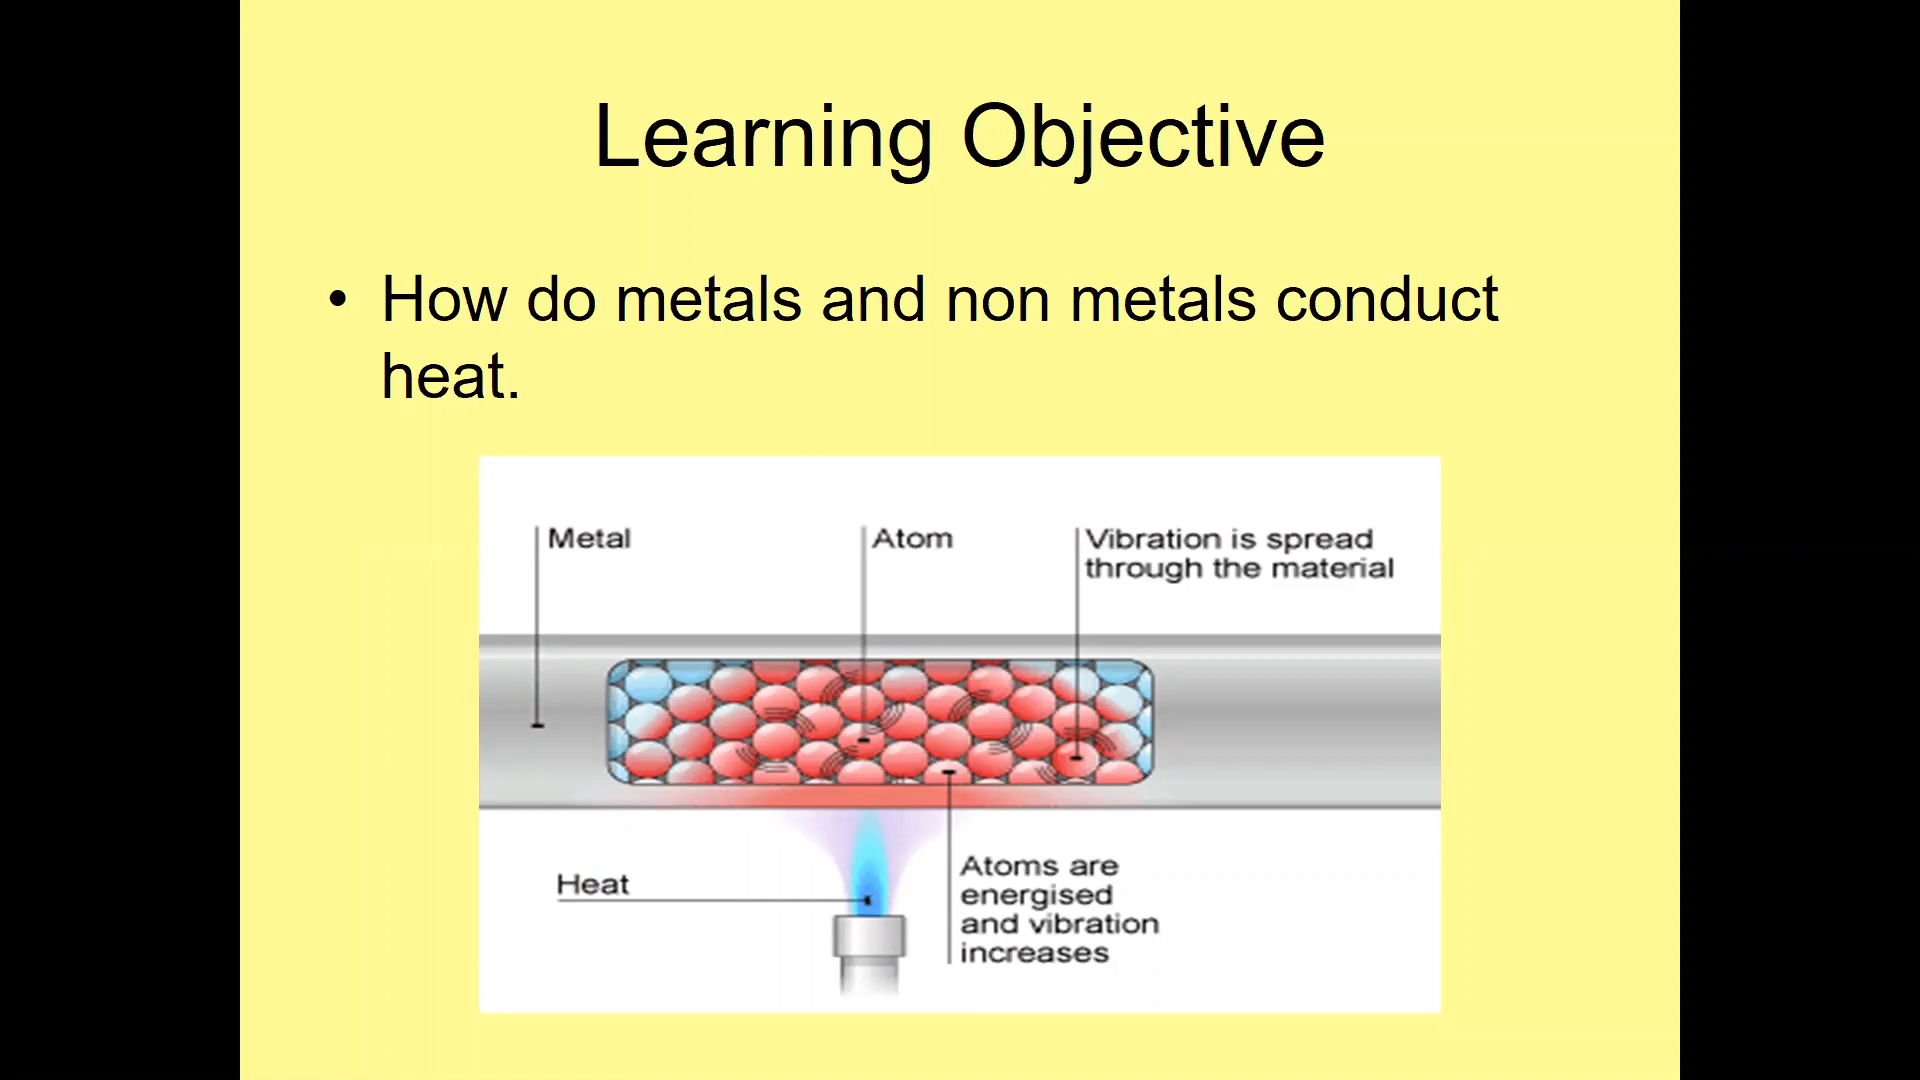 Learning Objective
• How do metals and non metals conduct
heat.
Metal
Atom
Vibration is spread
through the material
Heat
Atoms are
energised
and vibration
increases